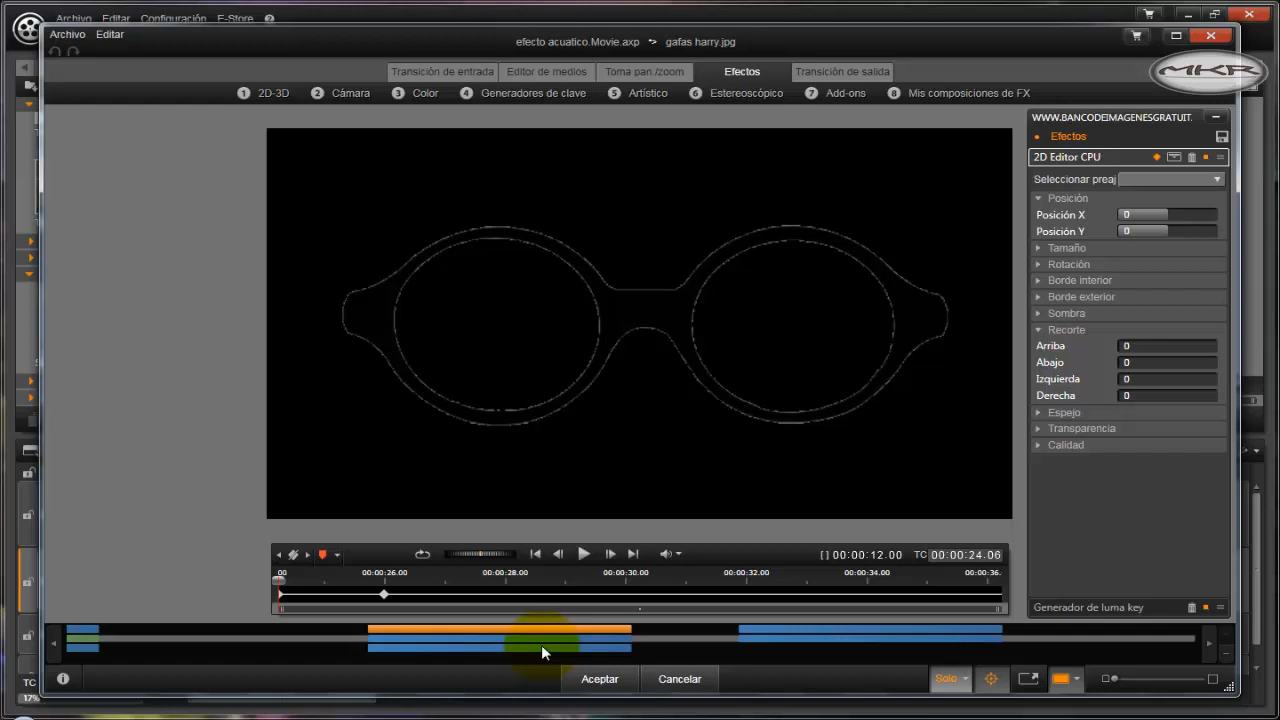 Archivo Editar Configuración E-Store
Archivo Editar
efecto acuatico.Movie.axp gafas harry.jpg
MKR
Transición de entrada Editor de medios Toma pan./zoom Efectos Transición de salida
1 2D-3D 2 Cámara 3 Color 4 Generadores de clave 5 Artístico 6 Estereoscópico 7 Add-ons 8 Mis composiciones de FX
WWW.BANCODEIMAGENESGRATUIT.
Efectos
2D Editor CPU
Seleccionar preaj
Posición
Posición X 0
Posición Y 0
Tamaño
Rotación
Borde interior
Borde exterior
Sombra
Recorte
Arriba 0
Abajo 0
Izquierda 0
Derecha 0
Espejo
Transparencia
Calidad
[] 00:00:12.00 TC 00:00:24.06
00 00:00:26.00 00:00:28.00 00:00:30.00 00:00:32.00 00:00:34.00 00:00:36.
Generador de luma key
Aceptar Cancelar Solo
TC
17%